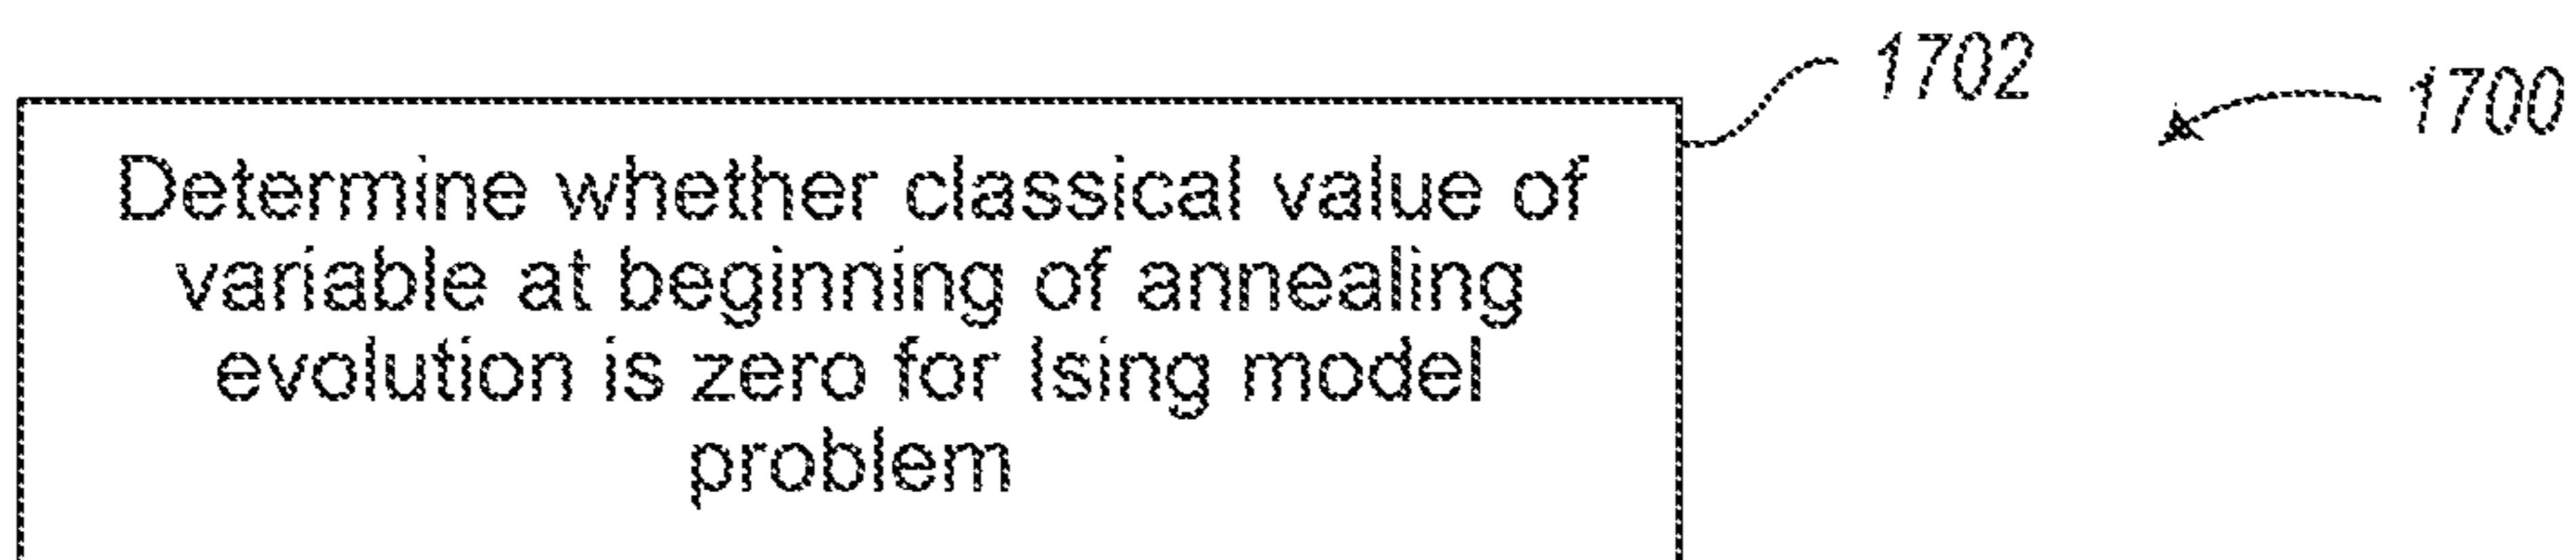 1702
1700
Determine whether classical value of
variable at beginning of annealing
evolution is zero for Ising model
problem